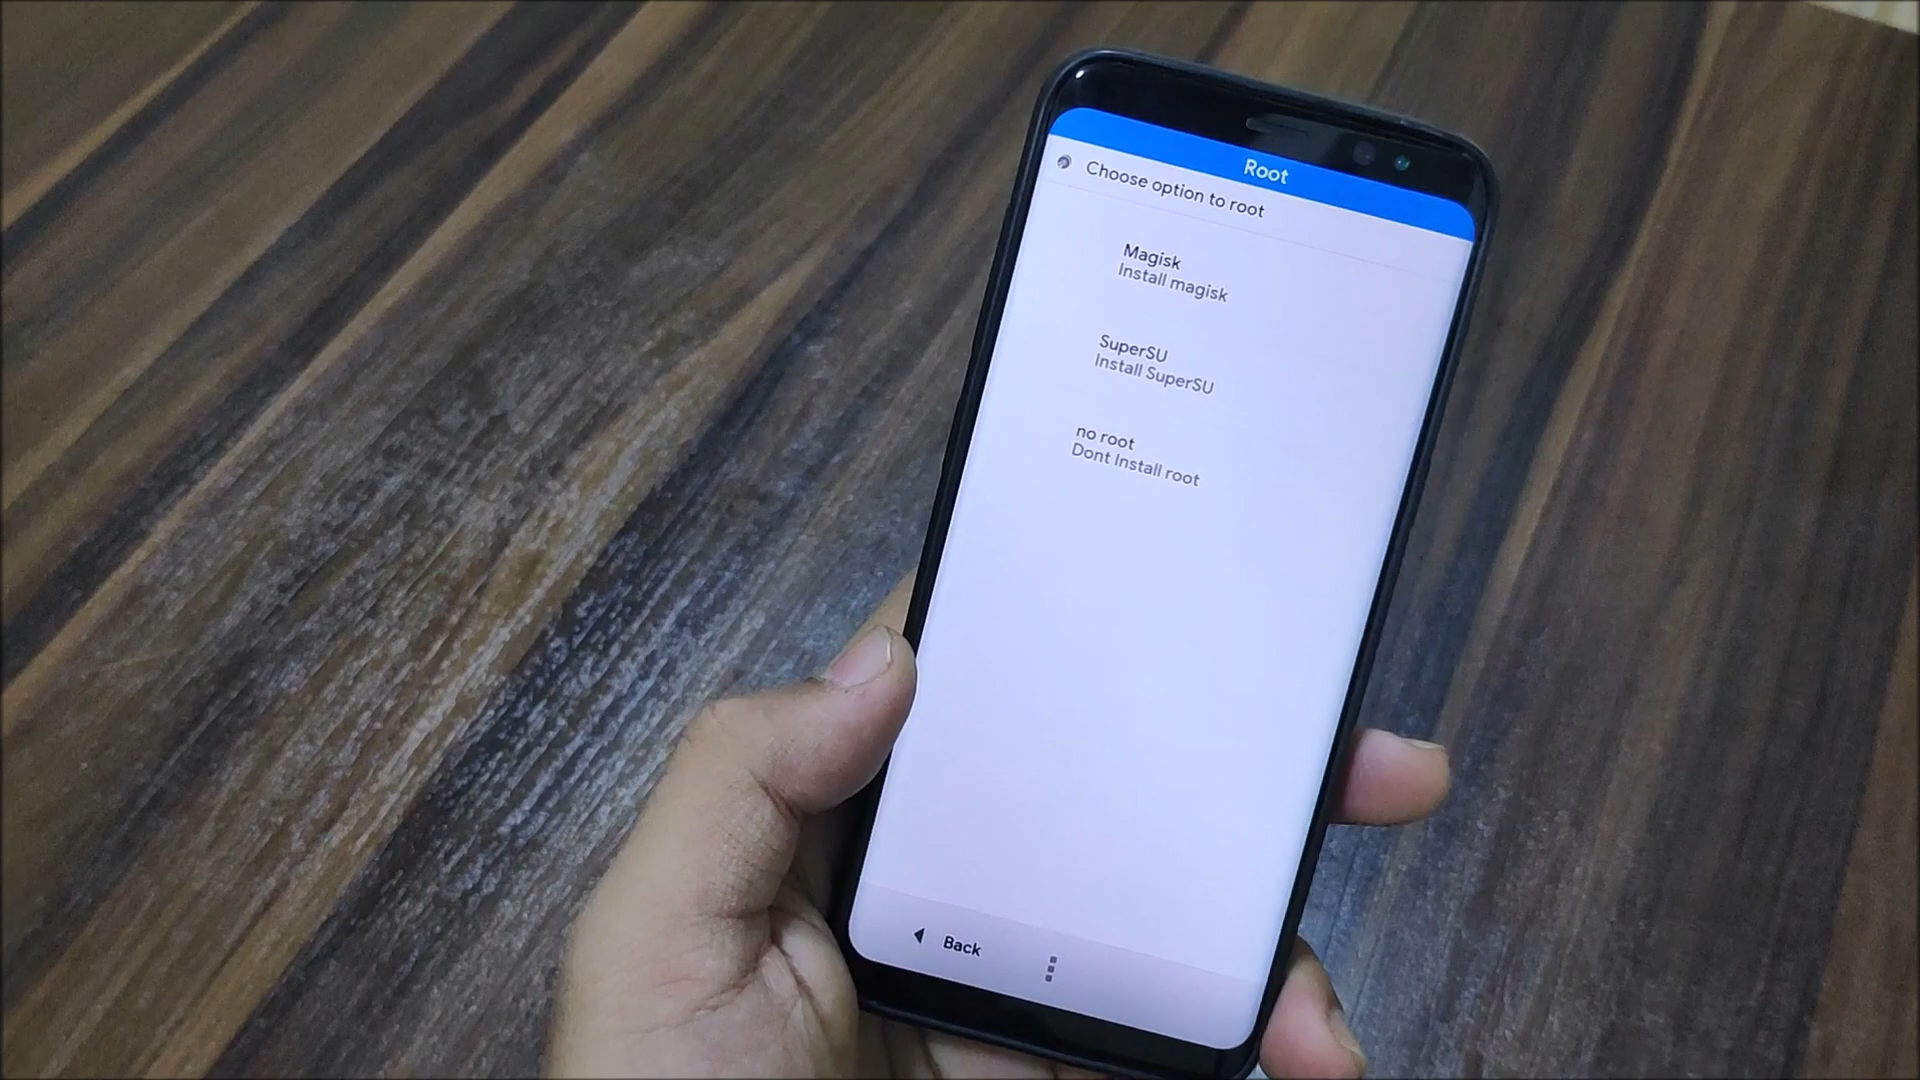 Root
Choose option to root
Magisk
Install magisk
SuperSU
Install SuperSU
no root
Dont Install root
Back